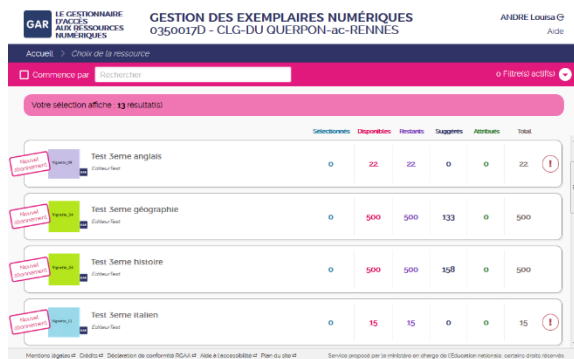 GAR
LE GESTIONNAIRE
D'ACCÈS
AUX RESSOURCES
NUMÉRIQUES
GESTION DES EXEMPLAIRES NUMÉRIQUES
0350017D - CLG-DU QUERPON-ac-RENNES
ANDRE Louisa
Aide
Accueil > Choix de la ressource
Commence par Rechercher
0 Filtre(s) actif(s)
Votre sélection affiche : 13 résultat(s)
Sélectionnés Disponibles Restants Suggérés Attribués Total
Nouvel abonnement
GAR
Test 3eme anglais
EditeurTest
0 22 22 0 0 22 !
Nouvel abonnement
GAR
Test 3eme géographie
EditeurTest
0 500 500 133 0 500
Nouvel abonnement
GAR
Test 3eme histoire
EditeurTest
0 500 500 158 0 500
Nouvel abonnement
GAR
Test 3eme italien
EditeurTest
0 15 15 0 0 15 !
Mentions légales Crédits Déclaration de conformité RGAA Aide à l'accessibilité Plan du site
Service proposé par le ministère en charge de l'Éducation nationale. certains droits réservés.